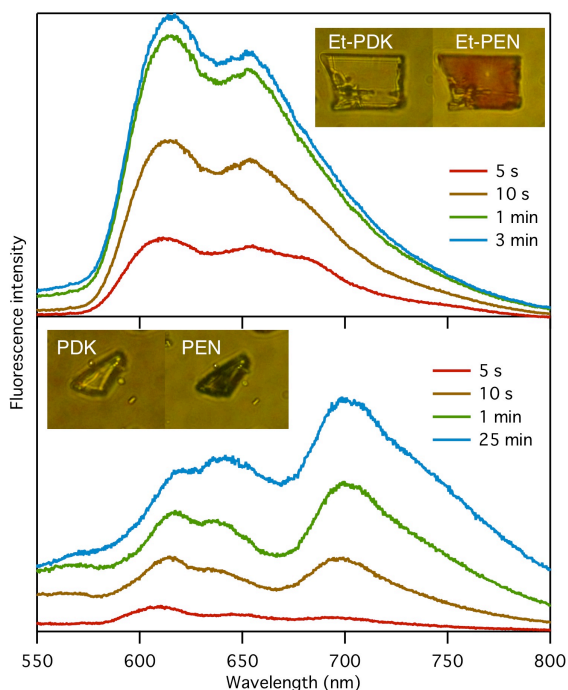 Et-PDK Et-PEN
5 s
10 s
1 min
3 min
Fluorescence intensity
PDK PEN
5 s
10 s
1 min
25 min
550 600 650 700 750 800
Wavelength (nm)